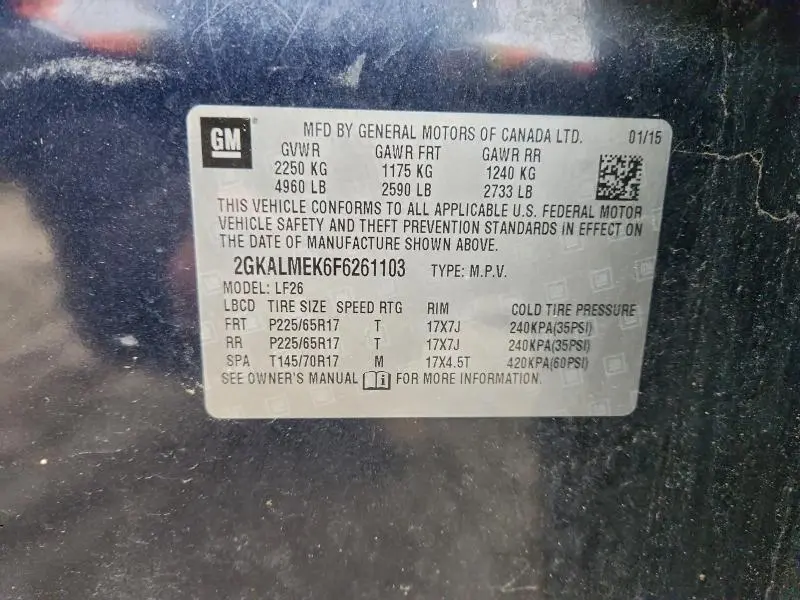 GM MFD BY GENERAL MOTORS OF CANADA LTD. 01/15
GVWR GAWR FRT GAWR RR
2250 KG 1175 KG 1240 KG
4960 LB 2590 LB 2733 LB
THIS VEHICLE CONFORMS TO ALL APPLICABLE U.S. FEDERAL MOTOR
VEHICLE SAFETY AND THEFT PREVENTION STANDARDS IN EFFECT ON
THE DATE OF MANUFACTURE SHOWN ABOVE.
2GKALMEK6F6261103 TYPE: M.P.V.
MODEL: LF26
LBCD TIRE SIZE SPEED RTG RIM COLD TIRE PRESSURE
FRT P225/65R17 T 17X7J 240KPA(35PSI)
RR P225/65R17 T 17X7J 240KPA(35PSI)
SPA T145/70R17 M 17X4.5T 420KPA(60PSI)
SEE OWNER'S MANUAL i FOR MORE INFORMATION.